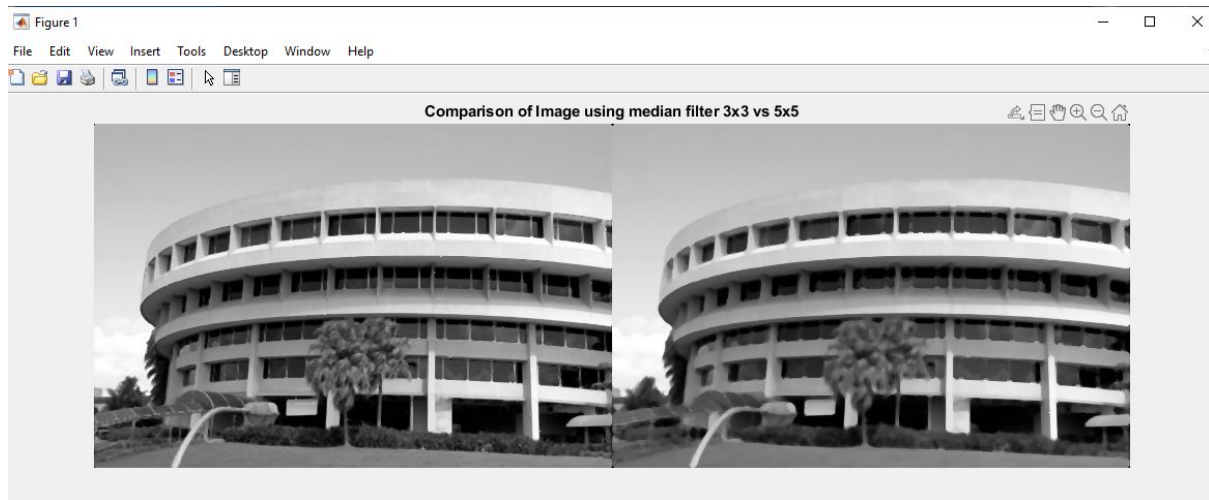 Figure 1
File Edit View Insert Tools Desktop Window Help
Comparison of Image using median filter 3x3 vs 5x5